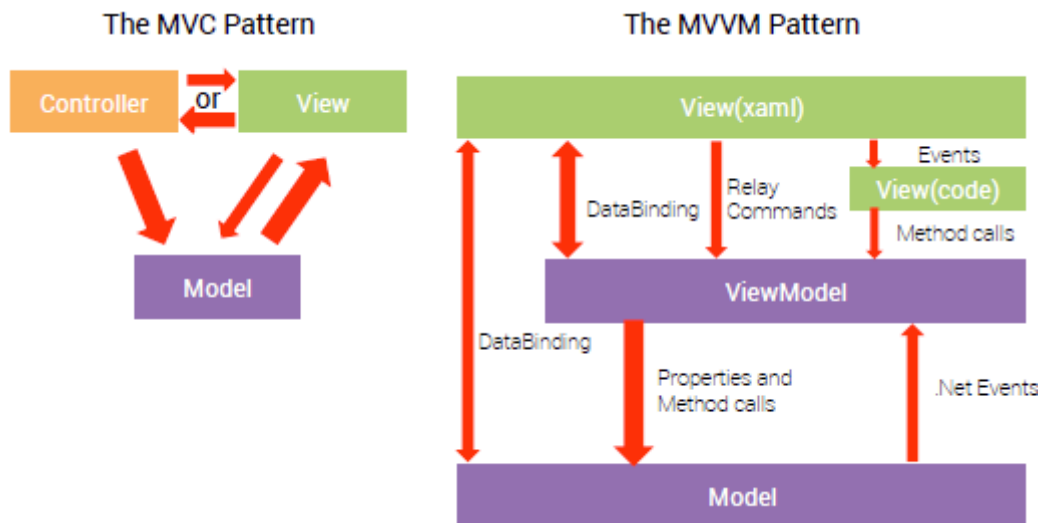 The MVC Pattern
Controller
or
View
Model
The MVVM Pattern
View(xaml)
Events
View(code)
DataBinding
Relay
Commands
Method calls
ViewModel
DataBinding
Properties and
Method calls
.Net Events
Model